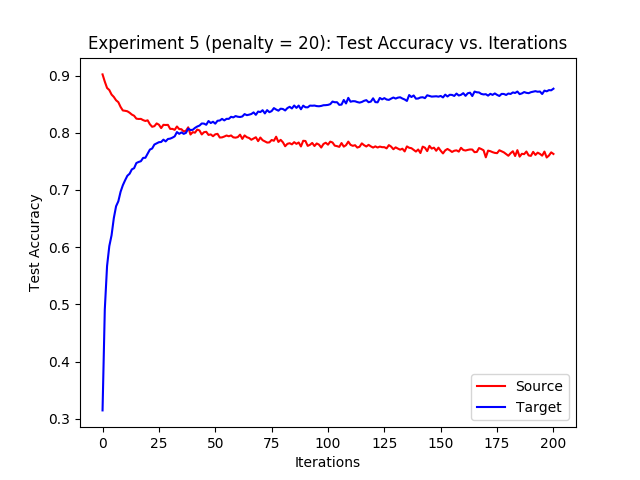 Experiment 5 (penalty = 20): Test Accuracy vs. Iterations
0.9
0.8
0.7
0.6
0.5
0.4
0.3
Test Accuracy
Source
Target
0 25 50 75 100 125 150 175 200
Iterations